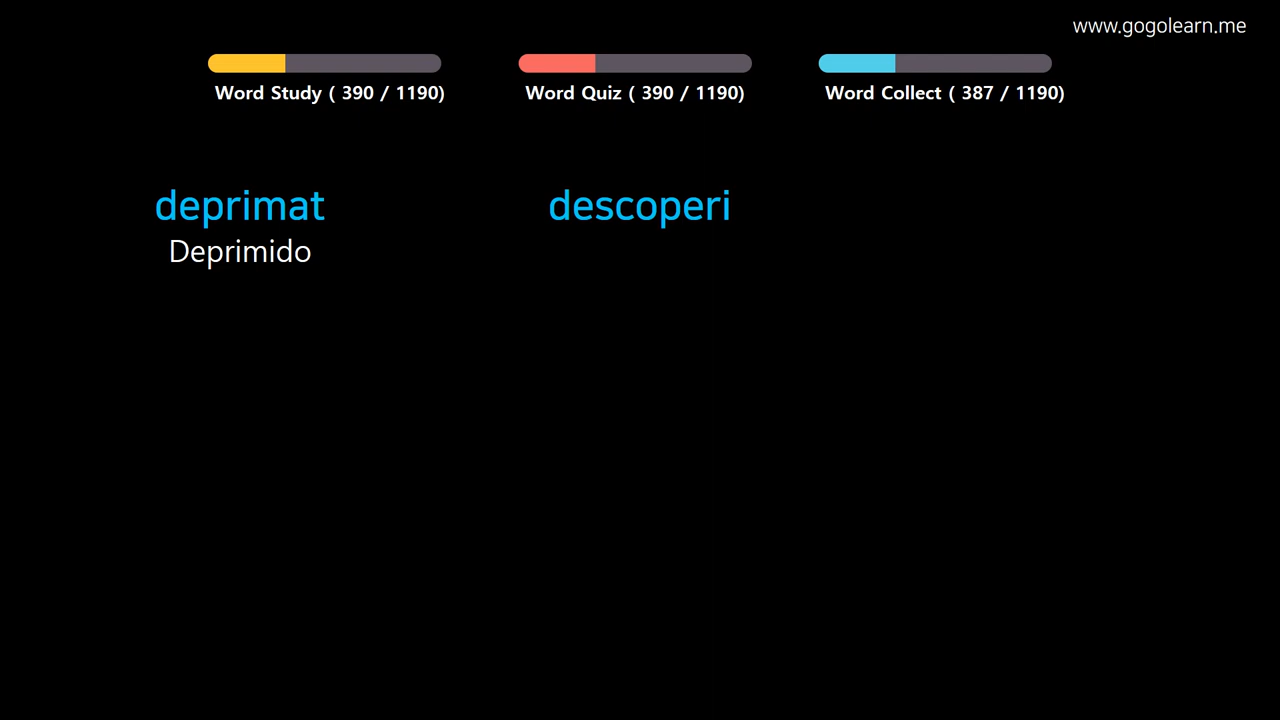 www.gogolearn.me
Word Study ( 390 / 1190)
Word Quiz ( 390 / 1190)
Word Collect ( 387 / 1190)
deprimat
Deprimido
descoperi